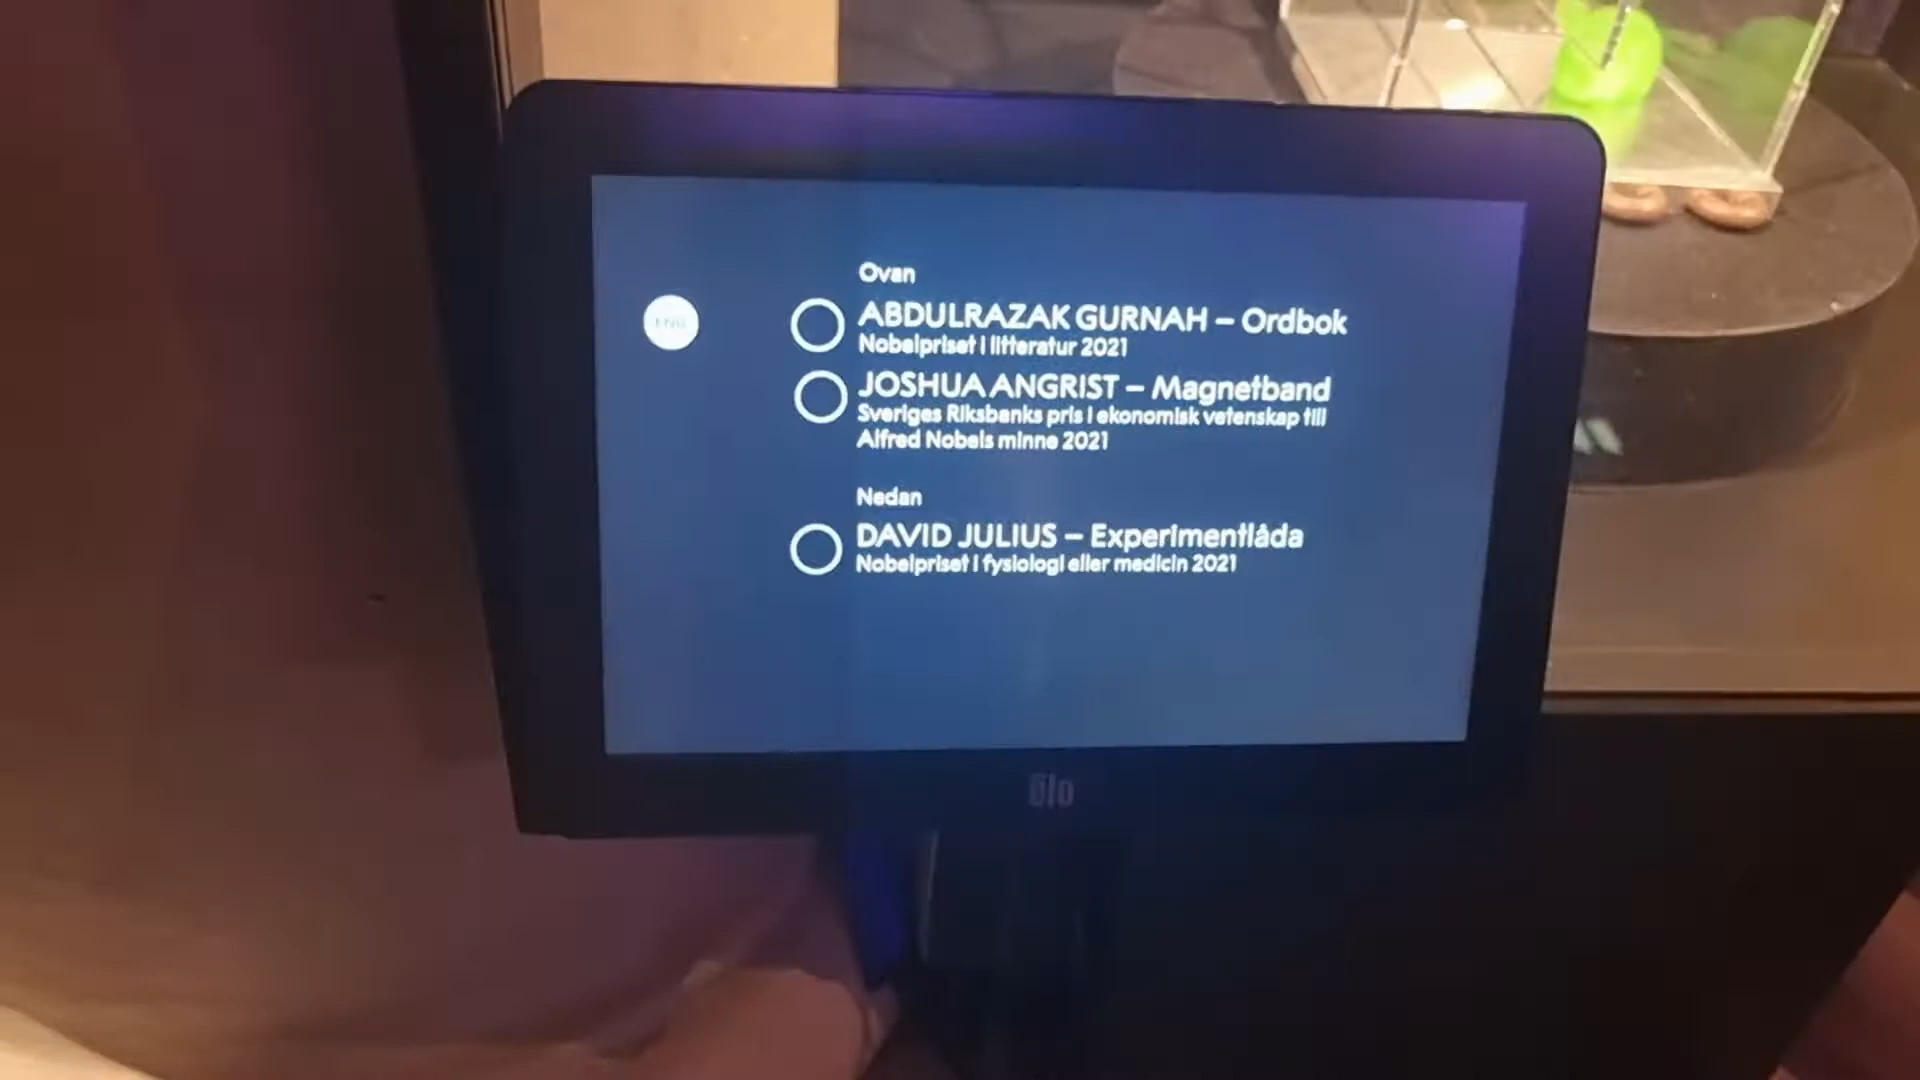 Ovan
ENG
ABDULRAZAK GURNAH – Ordbok
Nobelpriset i litteratur 2021
JOSHUA ANGRIST – Magnetband
Sveriges Riksbanks pris i ekonomisk vetenskap till
Alfred Nobels minne 2021
Nedan
DAVID JULIUS – Experimentlåda
Nobelpriset i fysiologi eller medicin 2021
elo